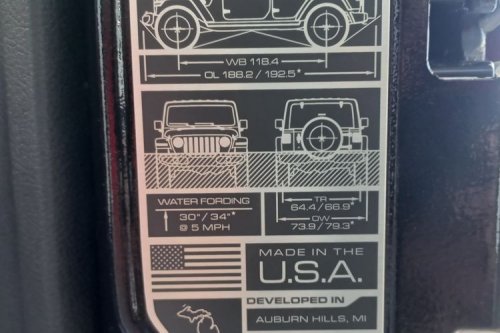 WB 118.4
OL 188.2 / 192.5*
WATER FORDING
30" / 34"*
@ 5 MPH
TR
64.4 / 66.9*
OW
73.9 / 79.3*
MADE IN THE
U.S.A.
DEVELOPED IN
AUBURN HILLS, MI